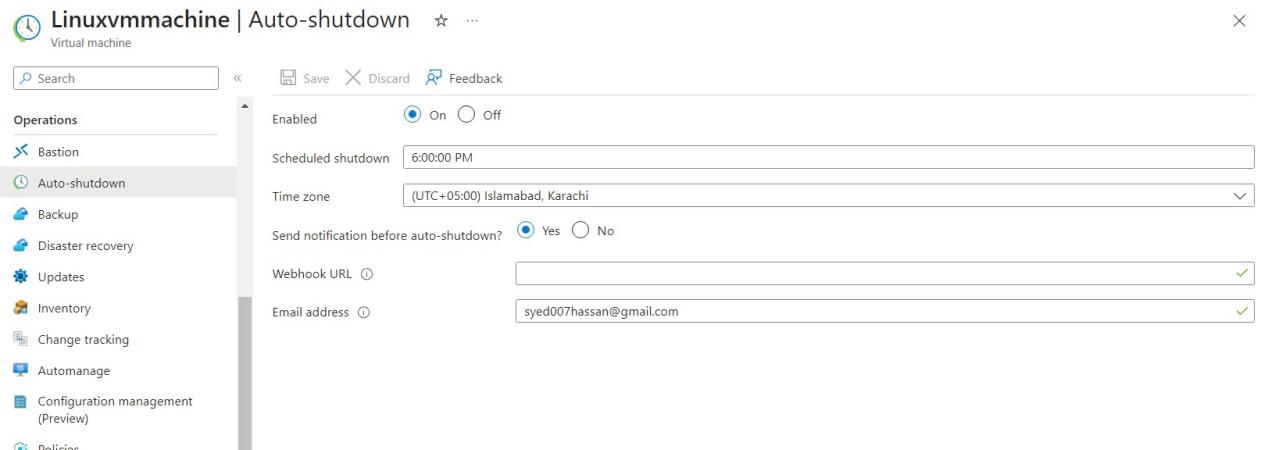 Linuxvmmachine | Auto-shutdown
Virtual machine
Search
Save Discard Feedback
Operations
Bastion
Auto-shutdown
Backup
Disaster recovery
Updates
Inventory
Change tracking
Automanage
Configuration management
(Preview)
Policies
Enabled On Off
Scheduled shutdown 6:00:00 PM
Time zone (UTC+05:00) Islamabad, Karachi
Send notification before auto-shutdown? Yes No
Webhook URL
Email address syed007hassan@gmail.com